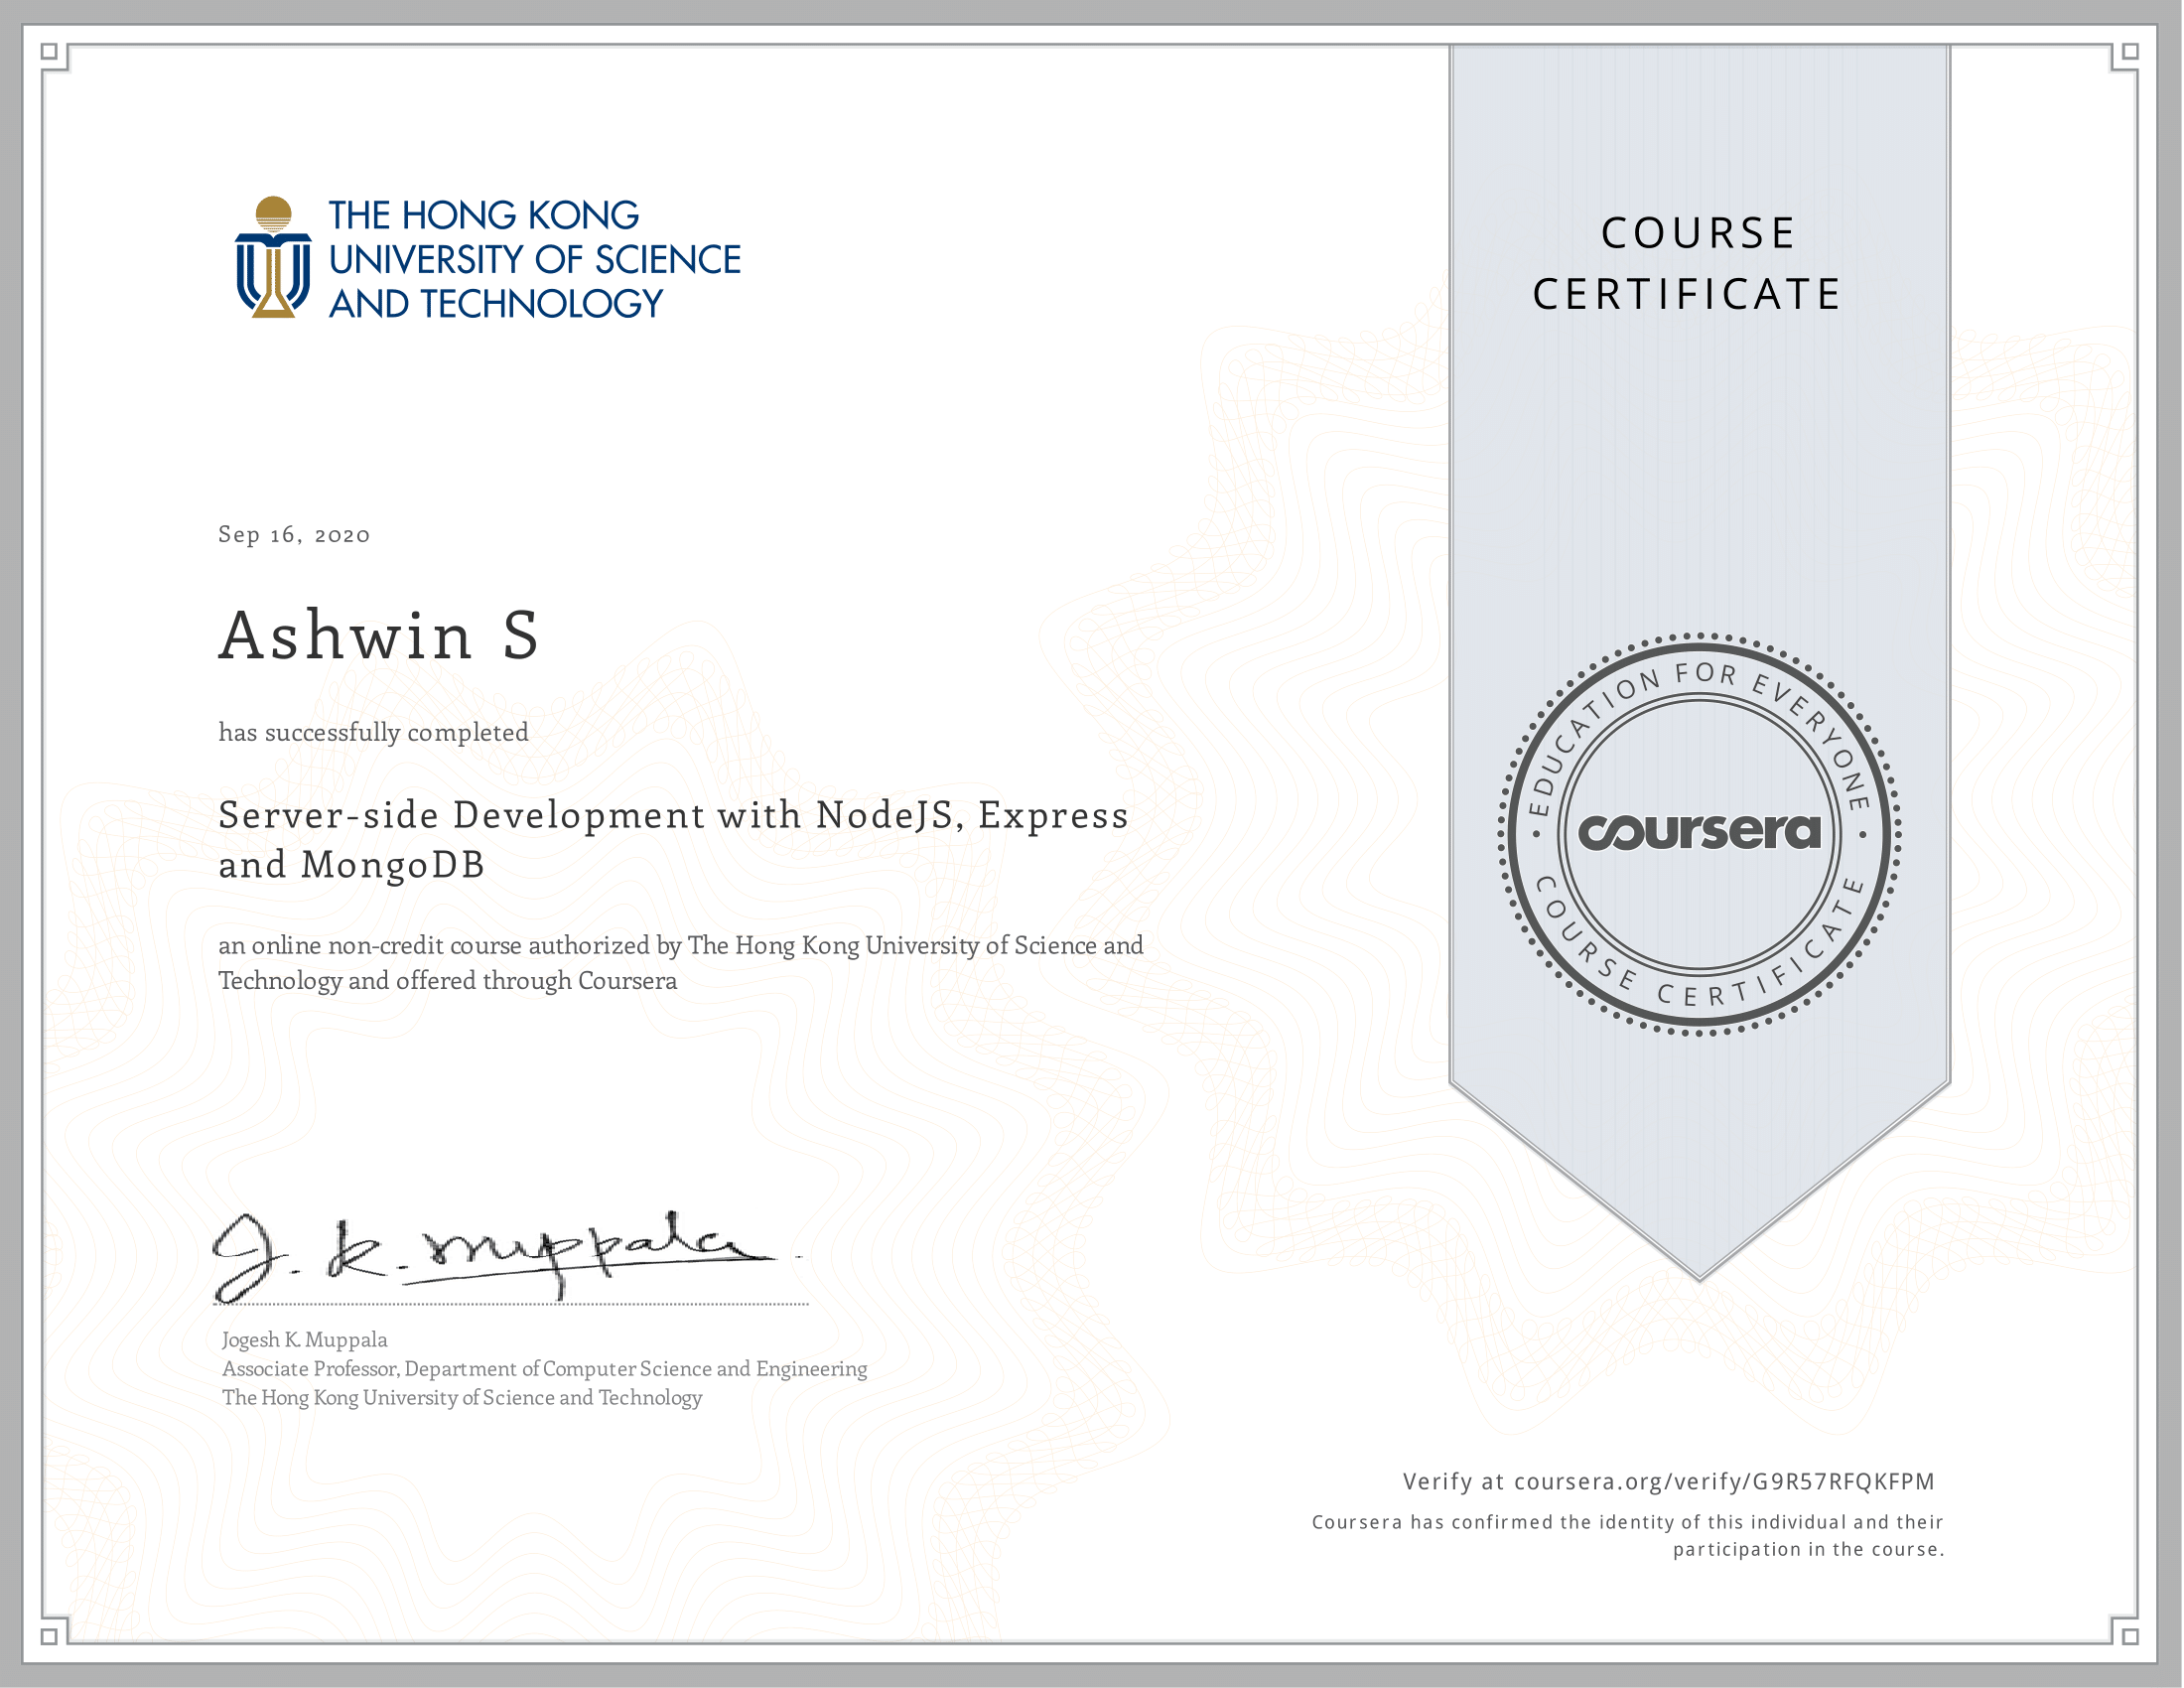 THE HONG KONG
UNIVERSITY OF SCIENCE
AND TECHNOLOGY
COURSE
CERTIFICATE
Sep 16, 2020
Ashwin S
has successfully completed
Server-side Development with NodeJS, Express
and MongoDB
an online non-credit course authorized by The Hong Kong University of Science and
Technology and offered through Coursera
EDUCATION FOR EVERYONE
coursera
COURSE CERTIFICATE
J. K. Muppala
Jogesh K. Muppala
Associate Professor, Department of Computer Science and Engineering
The Hong Kong University of Science and Technology
Verify at coursera.org/verify/G9R57RFQKFPM
Coursera has confirmed the identity of this individual and their
participation in the course.